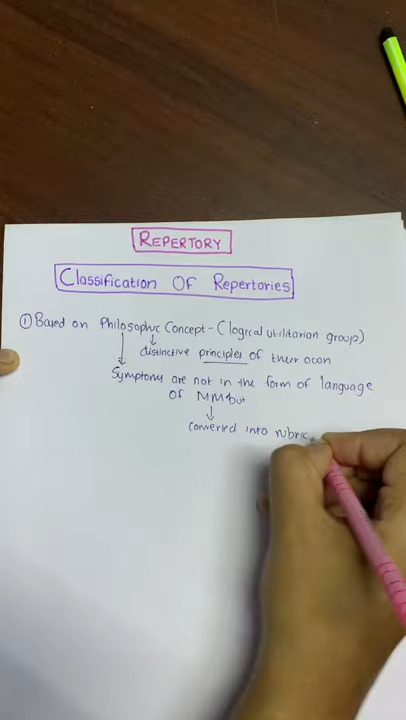 REPERTORY
Classification Of Repertories
① Based on Philosophic Concept - (logical utilitarian group)
distinctive principles of their ocon
Symptoms are not in the form of language
of MM but
converted into rubric